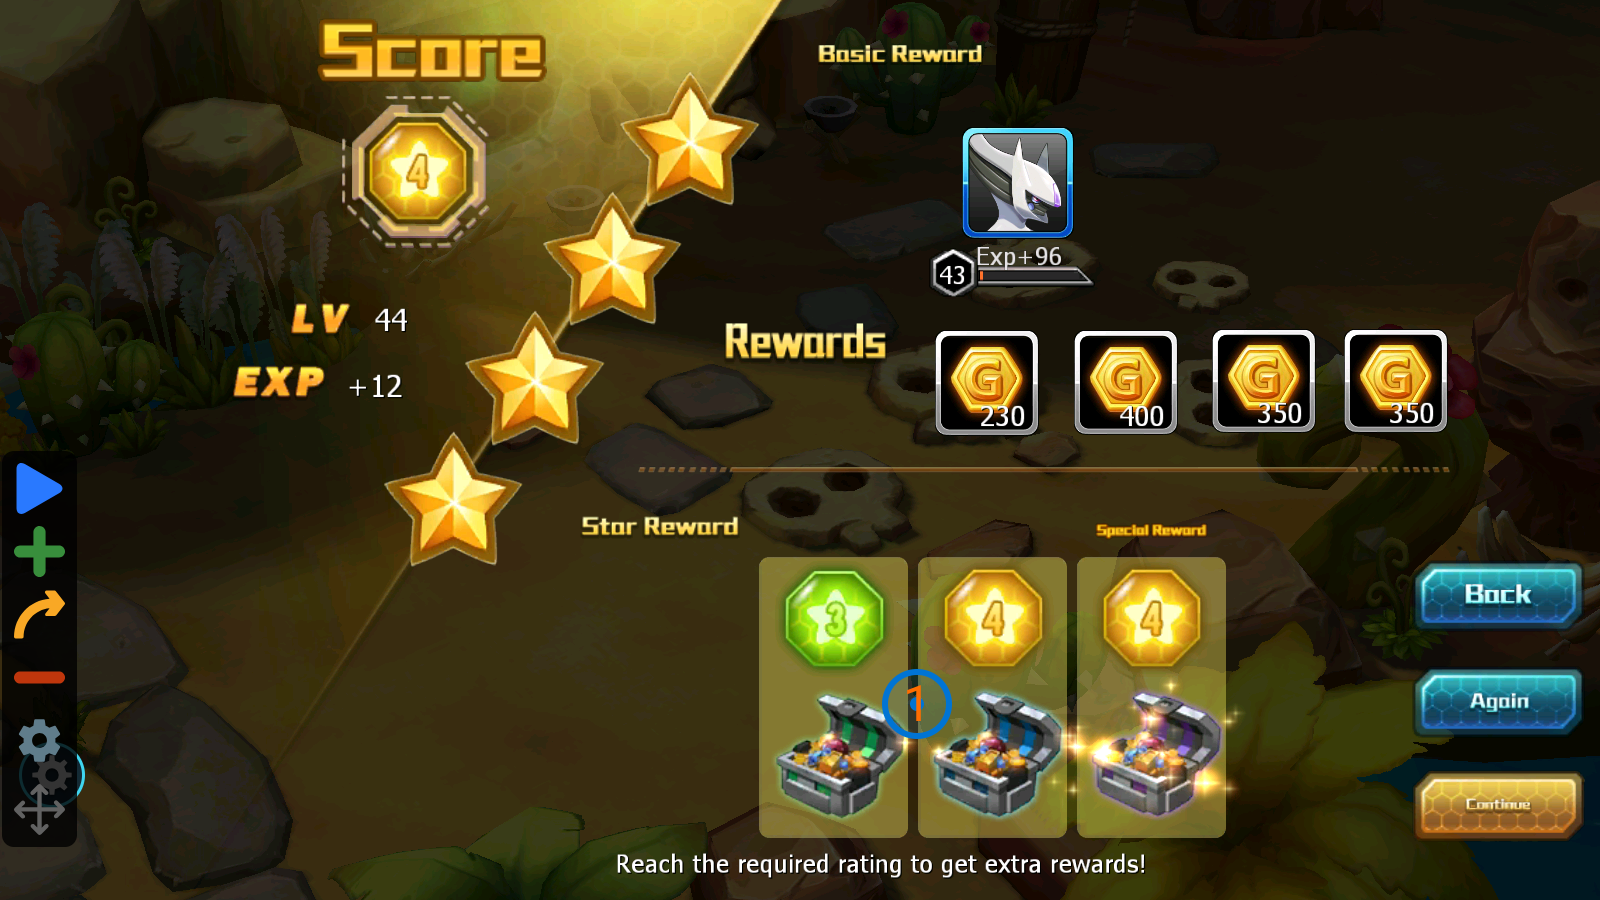 Score
4
LV 44
EXP +12
Basic Reward
Exp+96
43
Rewards
G 230
G 400
G 350
G 350
Star Reward
Special Reward
3
4
4
1
Back
Again
Continue
Reach the required rating to get extra rewards!